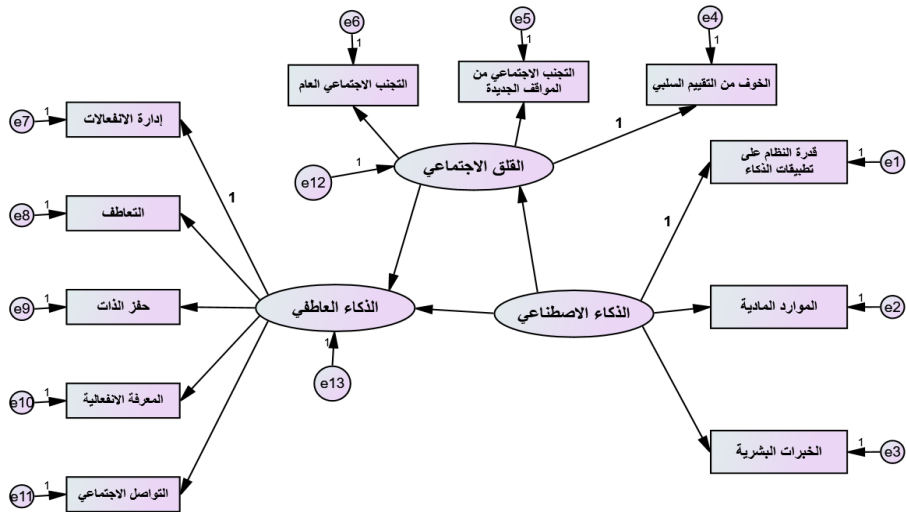 e6
e5
e4
1
1
1
التجنب الاجتماعي العام
التجنب الاجتماعي من
المواقف الجديدة
الخوف من التقييم السلبي
e7
1
إدارة الانفعالات
1
القلق الاجتماعي
1
e12
قدرة النظام على
تطبيقات الذكاء
1
e1
e8
1
التعاطف
1
1
e9
1
حفز الذات
الذكاء العاطفي
الذكاء الاصطناعي
الموارد المادية
1
e2
1
e13
e10
1
المعرفة الانفعالية
الخبرات البشرية
1
e3
e11
1
التواصل الاجتماعي